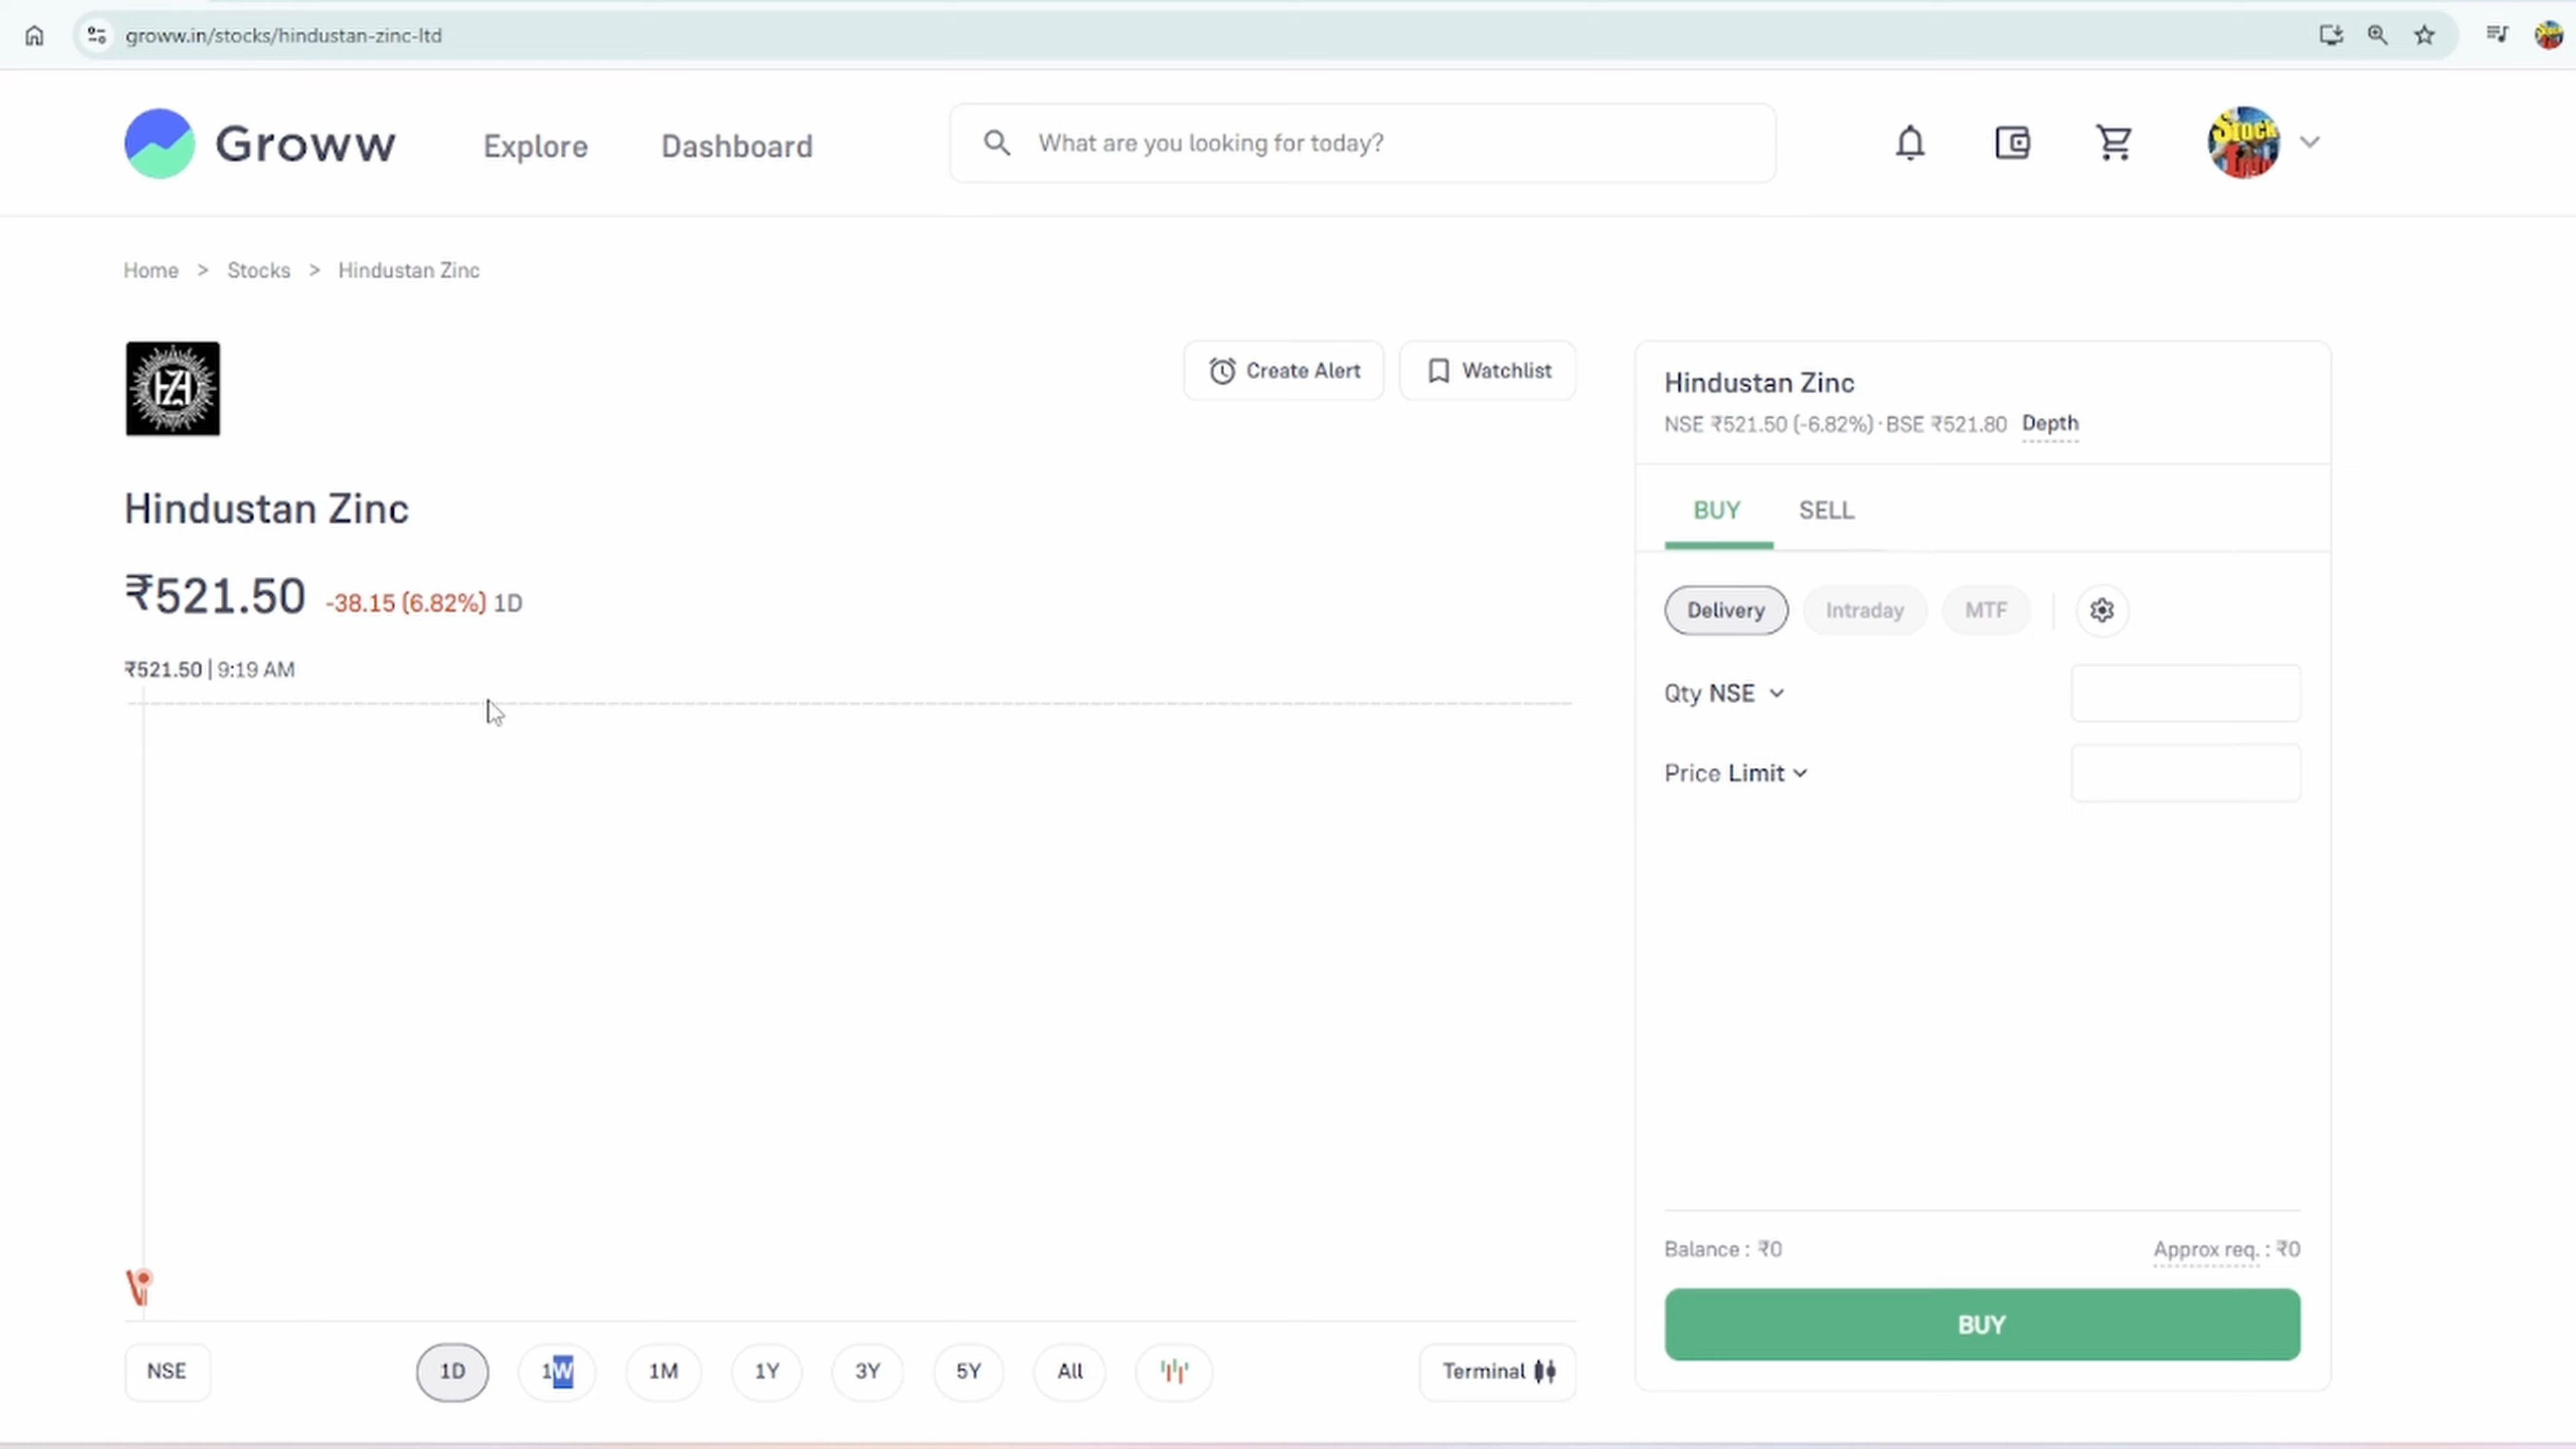 groww.in/stocks/hindustan-zinc-ltd
Groww
Explore
Dashboard
What are you looking for today?
Stock
Home > Stocks > Hindustan Zinc
Create Alert
Watchlist
Hindustan Zinc
₹521.50 -38.15 (6.82%) 1D
₹521.50 | 9:19 AM
NSE
1D
1W
1M
1Y
3Y
5Y
All
Terminal
Hindustan Zinc
NSE ₹521.50 (-6.82%) · BSE ₹521.80 Depth
BUY
SELL
Delivery
Intraday
MTF
Qty NSE
Price Limit
Balance : ₹0
Approx req. : ₹0
BUY